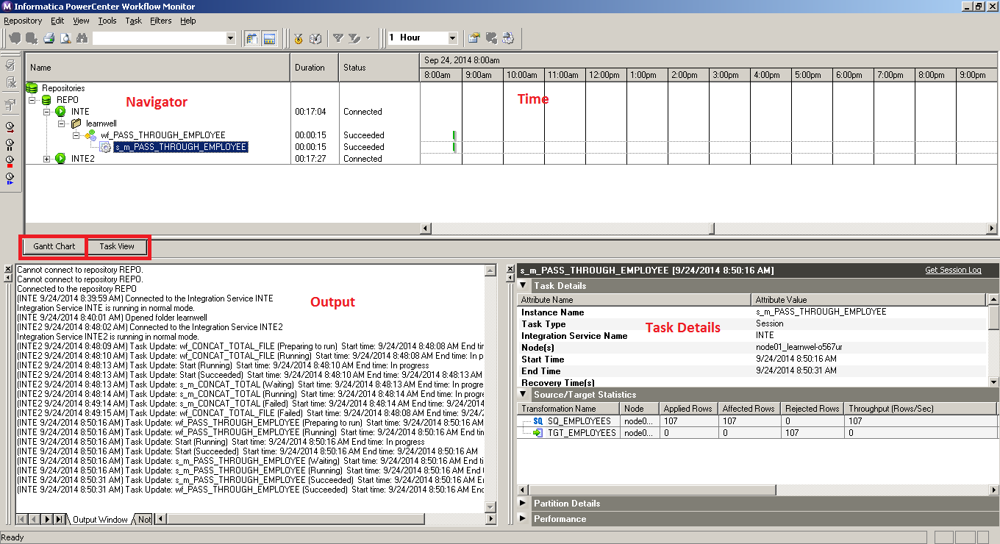 Informatica PowerCenter Workflow Monitor
Repository Edit View Tools Task Filters Help
1 Hour
Name Duration Status Sep 24, 2014 8:00am
8:00am 9:00am 10:00am 11:00am 12:00pm 1:00pm 2:00pm 3:00pm 4:00pm 5:00pm 6:00pm 7:00pm 8:00pm 9:00pm
Repositories
REPO
Navigator
Time
INTE 00:17:04 Connected
learnwell
wf_PASS_THROUGH_EMPLOYEE 00:00:15 Succeeded
s_m_PASS_THROUGH_EMPLOYEE 00:00:15 Succeeded
INTE2 00:17:27 Connected
Gantt Chart Task View
Cannot connect to repository REPO.
Cannot connect to repository REPO.
Connected to the repository REPO
(INTE 9/24/2014 8:39:59 AM) Connected to the Integration Service INTE
Integration Service INTE is running in normal mode.
(INTE 9/24/2014 8:40:01 AM) Opened folder learnwell
(INTE2 9/24/2014 8:48:02 AM) Connected to the Integration Service INTE2
Integration Service INTE2 is running in normal mode.
(INTE2 9/24/2014 8:48:09 AM) Task Update: wf_CONCAT_TOTAL_FILE (Preparing to run) Start time: 9/24/2014 8:48:08 AM End tir
(INTE2 9/24/2014 8:48:10 AM) Task Update: wf_CONCAT_TOTAL_FILE (Running) Start time: 9/24/2014 8:48:08 AM End time: In p
(INTE2 9/24/2014 8:48:13 AM) Task Update: Start (Running) Start time: 9/24/2014 8:48:10 AM End time: In progress
(INTE2 9/24/2014 8:48:13 AM) Task Update: Start (Succeeded) Start time: 9/24/2014 8:48:10 AM End time: 9/24/2014 8:48:13 AM
(INTE2 9/24/2014 8:48:13 AM) Task Update: s_m_CONCAT_TOTAL (Waiting) Start time: 9/24/2014 8:48:13 AM End time: In progre
(INTE2 9/24/2014 8:48:14 AM) Task Update: s_m_CONCAT_TOTAL (Running) Start time: 9/24/2014 8:48:14 AM End time: In progre
(INTE2 9/24/2014 8:49:14 AM) Task Update: s_m_CONCAT_TOTAL (Failed) Start time: 9/24/2014 8:48:14 AM End time: 9/24/201
(INTE2 9/24/2014 8:49:15 AM) Task Update: wf_CONCAT_TOTAL_FILE (Failed) Start time: 9/24/2014 8:48:08 AM End time: 9/24/2
(INTE 9/24/2014 8:50:16 AM) Task Update: wf_PASS_THROUGH_EMPLOYEE (Preparing to run) Start time: 9/24/2014 8:50:16 AM
(INTE 9/24/2014 8:50:16 AM) Task Update: wf_PASS_THROUGH_EMPLOYEE (Running) Start time: 9/24/2014 8:50:16 AM End time
(INTE 9/24/2014 8:50:16 AM) Task Update: Start (Running) Start time: 9/24/2014 8:50:16 AM End time: In progress
(INTE 9/24/2014 8:50:16 AM) Task Update: Start (Succeeded) Start time: 9/24/2014 8:50:16 AM End time: 9/24/2014 8:50:16 AM
(INTE 9/24/2014 8:50:16 AM) Task Update: s_m_PASS_THROUGH_EMPLOYEE (Waiting) Start time: 9/24/2014 8:50:16 AM End ti
(INTE 9/24/2014 8:50:16 AM) Task Update: s_m_PASS_THROUGH_EMPLOYEE (Running) Start time: 9/24/2014 8:50:16 AM End
(INTE 9/24/2014 8:50:31 AM) Task Update: s_m_PASS_THROUGH_EMPLOYEE (Succeeded) Start time: 9/24/2014 8:50:16 AM En
(INTE 9/24/2014 8:50:31 AM) Task Update: wf_PASS_THROUGH_EMPLOYEE (Succeeded) Start time: 9/24/2014 8:50:16 AM Enc
Output
Output Window Not
s_m_PASS_THROUGH_EMPLOYEE [9/24/2014 8:50:16 AM] Get Session Log
Task Details
Attribute Name Attribute Value
Instance Name s_m_PASS_THROUGH_EMPLOYEE
Task Type Session
Task Details
Integration Service Name INTE
Node(s) node01_learnwel-o567ur
Start Time 9/24/2014 8:50:16 AM
End Time 9/24/2014 8:50:31 AM
Recovery Time(s)
Source/Target Statistics
Transformation Name Node Applied Rows Affected Rows Rejected Rows Throughput (Rows/Sec)
SQ SQ_EMPLOYEES node0... 107 107 0 107
TGT_EMPLOYEES node0... 0 0 107 0
Partition Details
Performance
Ready